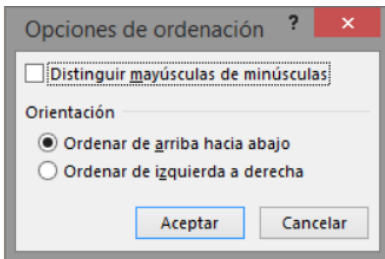 Opciones de ordenación ?
Distinguir mayúsculas de minúsculas
Orientación
Ordenar de arriba hacia abajo
Ordenar de izquierda a derecha
Aceptar Cancelar